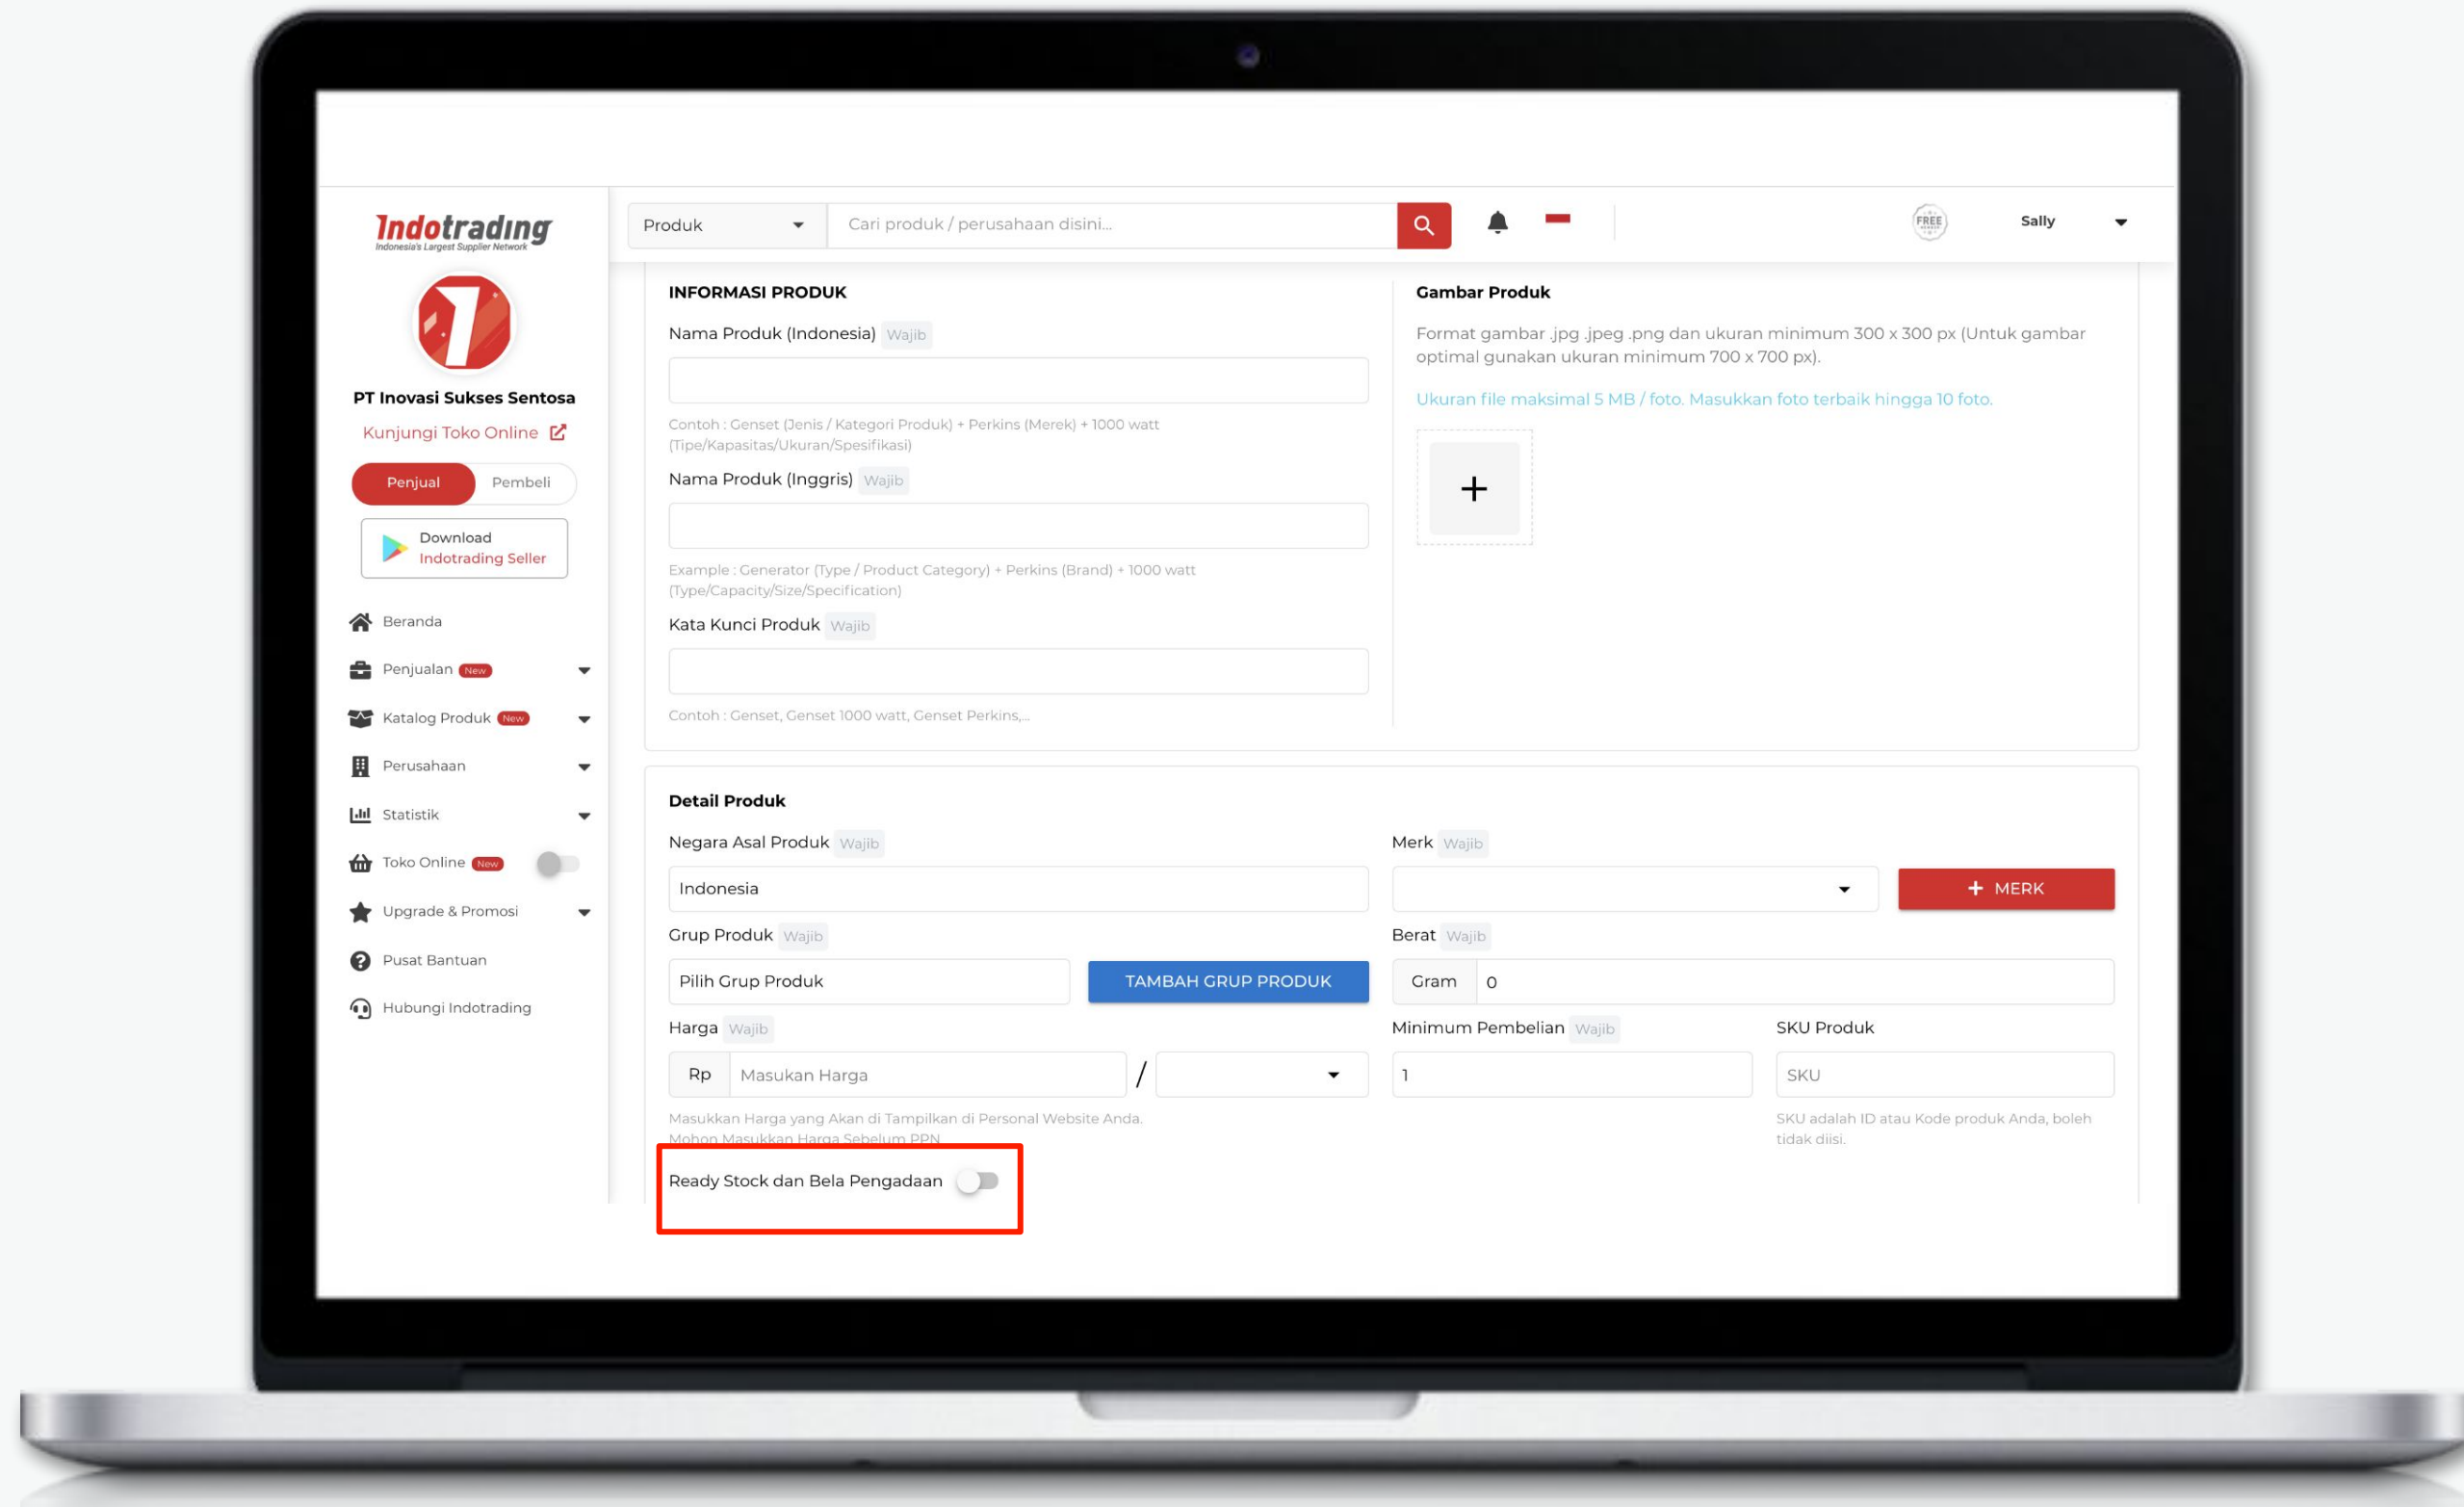 Indotrading
Indonesia's Largest Supplier Network
PT Inovasi Sukses Sentosa
Kunjungi Toko Online
Penjual
Pembeli
Download
Indotrading Seller
Beranda
Penjualan New
Katalog Produk New
Perusahaan
Statistik
Toko Online New
Upgrade & Promosi
Pusat Bantuan
Hubungi Indotrading
Produk
Cari produk / perusahaan disini...
FREE
Sally
INFORMASI PRODUK
Nama Produk (Indonesia) Wajib
Contoh : Genset (Jenis / Kategori Produk) + Perkins (Merek) + 1000 watt
(Tipe/Kapasitas/Ukuran/Spesifikasi)
Nama Produk (Inggris) Wajib
Example : Generator (Type / Product Category) + Perkins (Brand) + 1000 watt
(Type/Capacity/Size/Specification)
Kata Kunci Produk Wajib
Contoh : Genset, Genset 1000 watt, Genset Perkins,...
Gambar Produk
Format gambar .jpg .jpeg .png dan ukuran minimum 300 x 300 px (Untuk gambar
optimal gunakan ukuran minimum 700 x 700 px).
Ukuran file maksimal 5 MB / foto. Masukkan foto terbaik hingga 10 foto.
+
Detail Produk
Negara Asal Produk Wajib
Indonesia
Merk Wajib
+ MERK
Grup Produk Wajib
Pilih Grup Produk
TAMBAH GRUP PRODUK
Berat Wajib
Gram 0
Harga Wajib
Rp Masukan Harga /
Minimum Pembelian Wajib
1
SKU Produk
SKU
Masukkan Harga yang Akan di Tampilkan di Personal Website Anda.
Mohon Masukkan Harga Sebelum PPN
SKU adalah ID atau Kode produk Anda, boleh
tidak diisi.
Ready Stock dan Bela Pengadaan